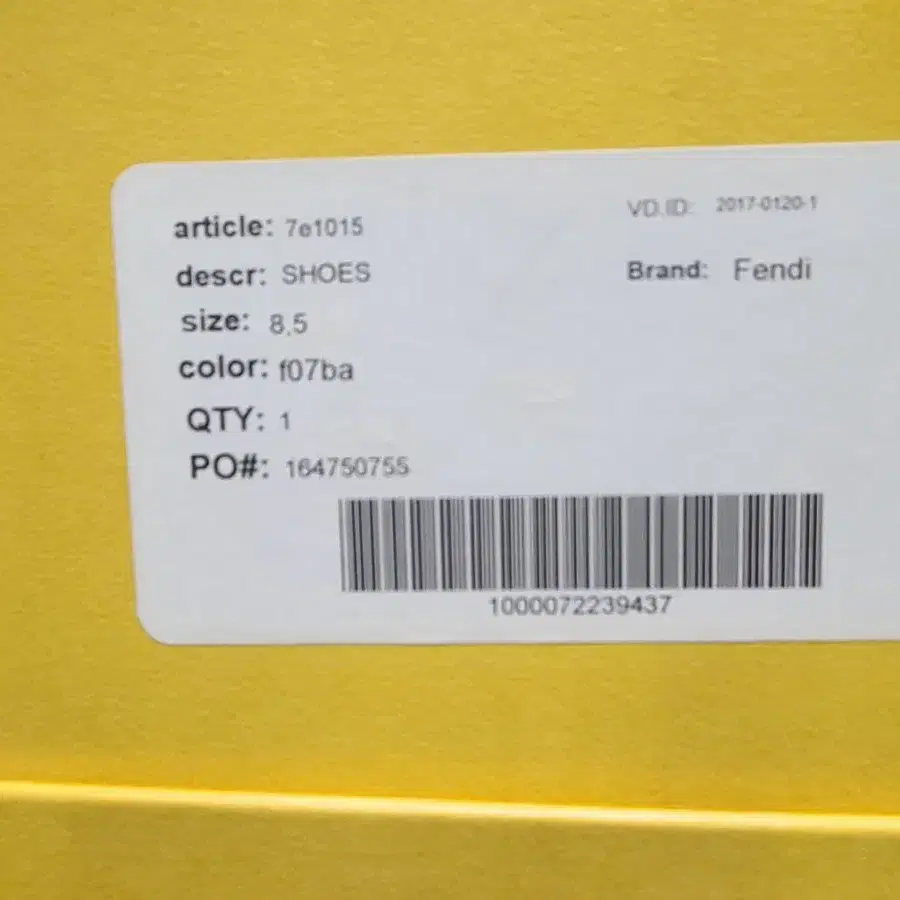 article: 7e1015
VD.ID: 2017-0120-1
descr: SHOES
Brand: Fendi
size: 8,5
color: f07ba
QTY: 1
PO#: 164750755
1000072239437